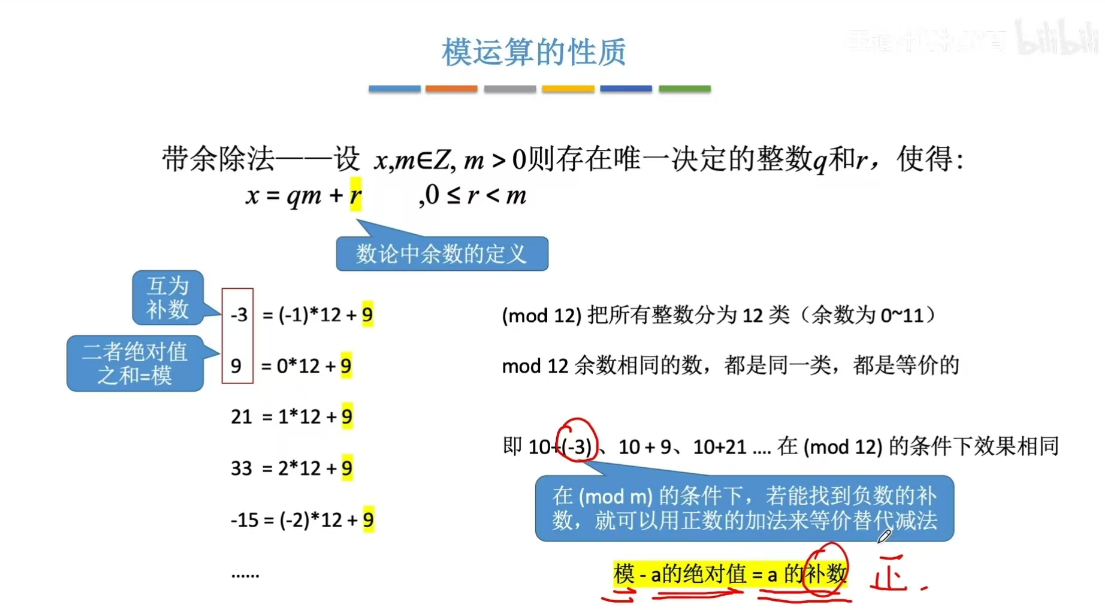 模运算的性质
bilibili
带余除法——设 x,m∈Z, m > 0则存在唯一决定的整数q和r，使得:
x = qm + r ,0 ≤ r < m
数论中余数的定义
互为
补数
二者绝对值
之和=模
-3 = (-1)*12 + 9
9 = 0*12 + 9
21 = 1*12 + 9
33 = 2*12 + 9
-15 = (-2)*12 + 9
......
(mod 12) 把所有整数分为 12 类（余数为 0~11）
mod 12 余数相同的数，都是同一类，都是等价的
即 10+(-3)、10 + 9、10+21 .... 在 (mod 12) 的条件下效果相同
在 (mod m) 的条件下，若能找到负数的补
数，就可以用正数的加法来等价替代减法
模 - a的绝对值 = a 的补数
正.